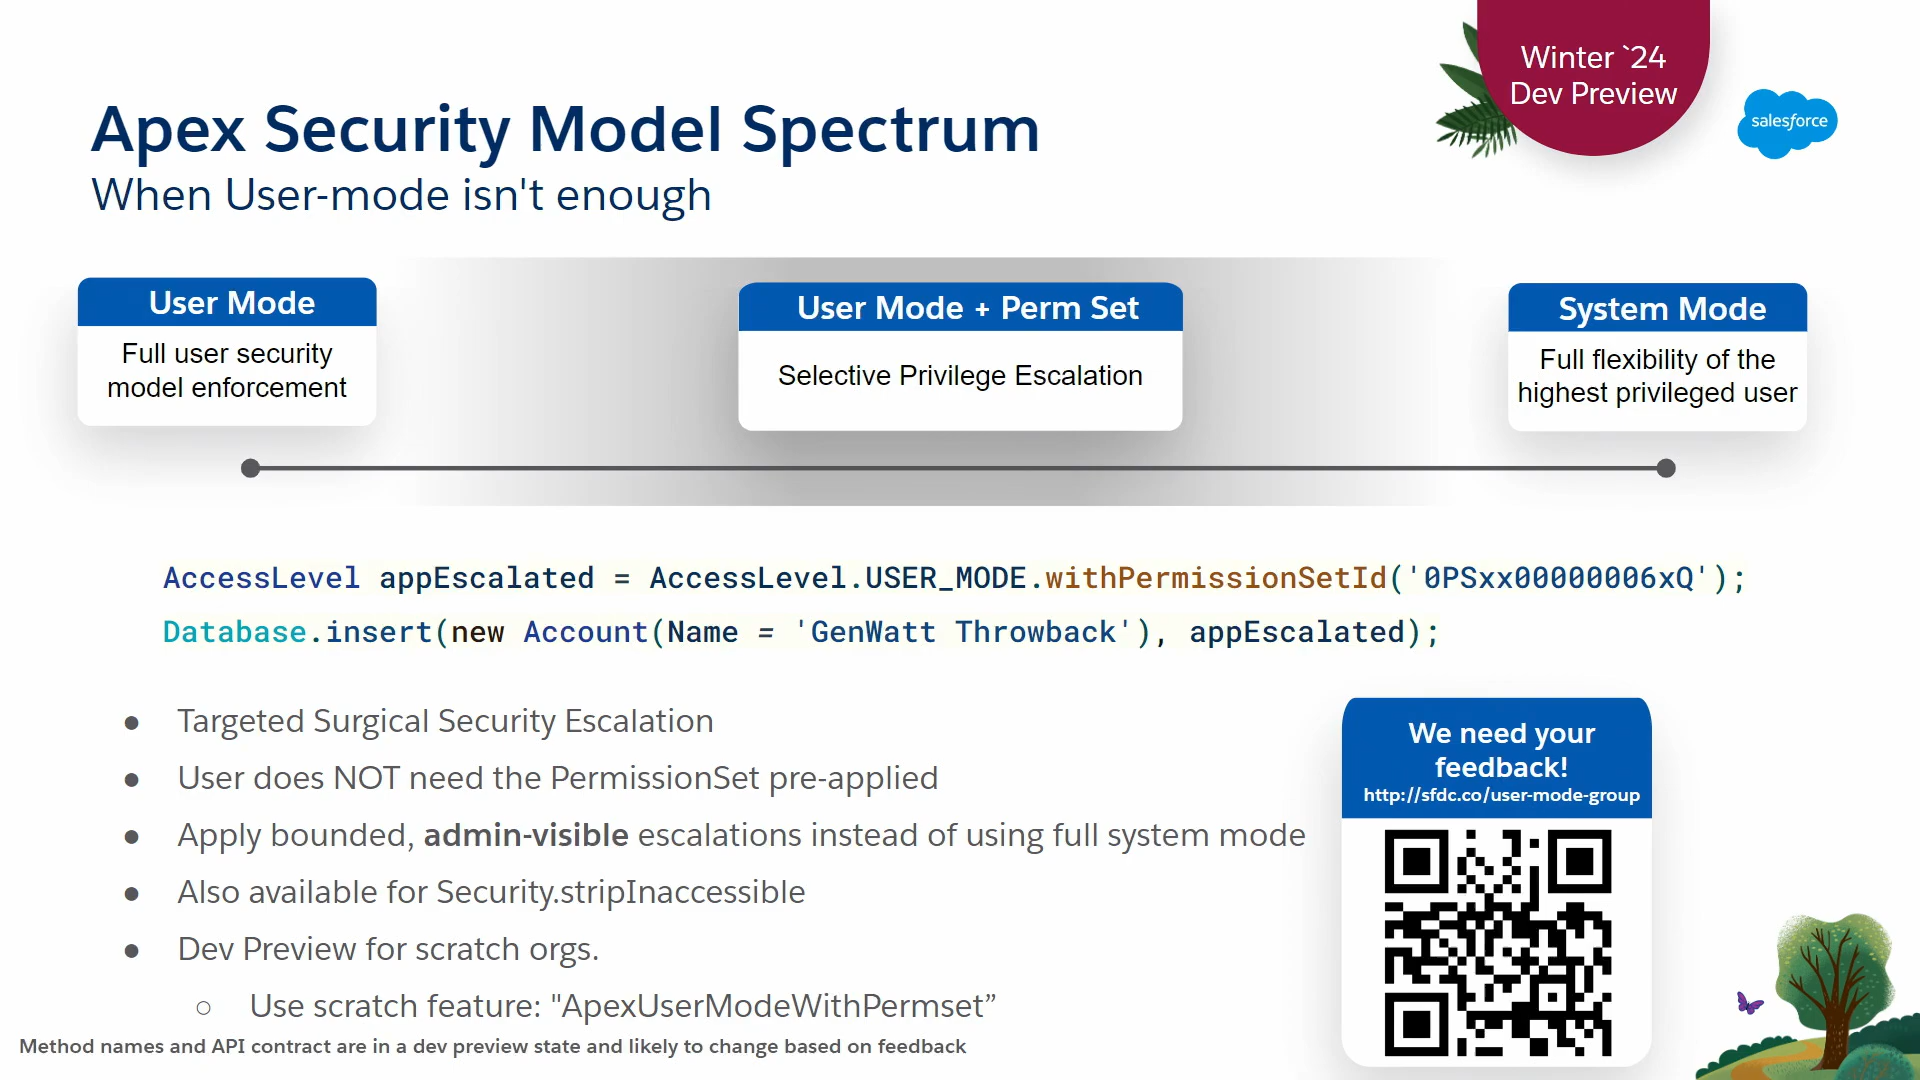 Winter `24
Dev Preview
salesforce
Apex Security Model Spectrum
When User-mode isn't enough
User Mode
Full user security
model enforcement
User Mode + Perm Set
Selective Privilege Escalation
System Mode
Full flexibility of the
highest privileged user
AccessLevel appEscalated = AccessLevel.USER_MODE.withPermissionSetId('0PSxx00000006xQ');
Database.insert(new Account(Name = 'GenWatt Throwback'), appEscalated);
● Targeted Surgical Security Escalation
● User does NOT need the PermissionSet pre-applied
● Apply bounded, admin-visible escalations instead of using full system mode
● Also available for Security.stripInaccessible
● Dev Preview for scratch orgs.
○ Use scratch feature: "ApexUserModeWithPermset”
We need your
feedback!
http://sfdc.co/user-mode-group
Method names and API contract are in a dev preview state and likely to change based on feedback